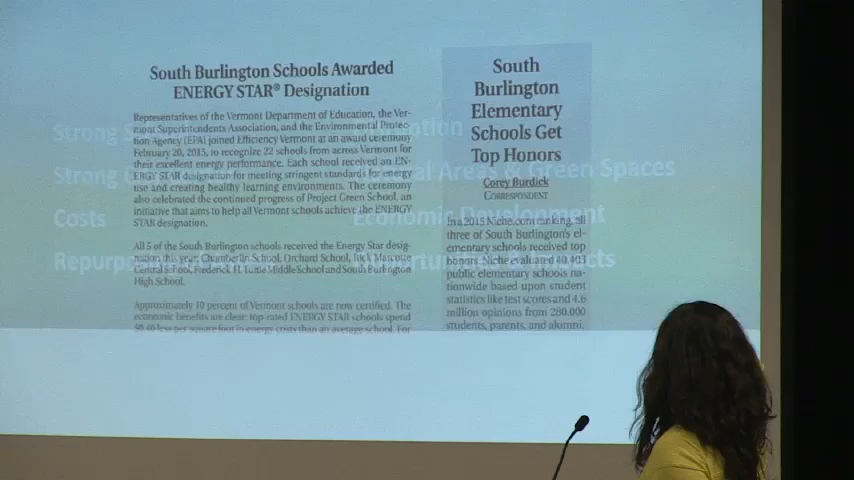 South Burlington Schools Awarded
ENERGY STAR® Designation
Representatives of the Vermont Department of Education, the Ver-
mont Superintendents Association, and the Environmental Protec-
tion Agency (EPA) joined Efficiency Vermont at an award ceremony
February 20, 2015, to recognize 22 schools from across Vermont for
their excellent energy performance. Each school received an EN-
ERGY STAR designation for meeting stringent standards for energy
use and creating healthy learning environments. The ceremony
also celebrated the continued progress of Project Green School, an
initiative that aims to help all Vermont schools achieve the ENERGY
STAR designation.
All 5 of the South Burlington schools received the Energy Star desig-
nation this year, Chamberlin School, Orchard School, Rick Marcotte
Central School, Frederick H. Tuttle Middle School and South Burlington
High School.
Approximately 10 percent of Vermont schools are now certified. The
economic benefits are clear: top-rated ENERGY STAR schools spend
less per square foot in energy costs than an average school. For
South
Burlington
Elementary
Schools Get
Top Honors
Corey Burdick
CORRESPONDENT
In a 2015 Niche.com ranking, all
three of South Burlington's el-
ementary schools received top
honors. Niche evaluated 40,403
public elementary schools na-
tionwide based upon student
statistics like test scores and 4.6
million opinions from 280,000
students, parents, and alumni.
Strong
Strong
Costs
Areas & Green Spaces
Economic Development